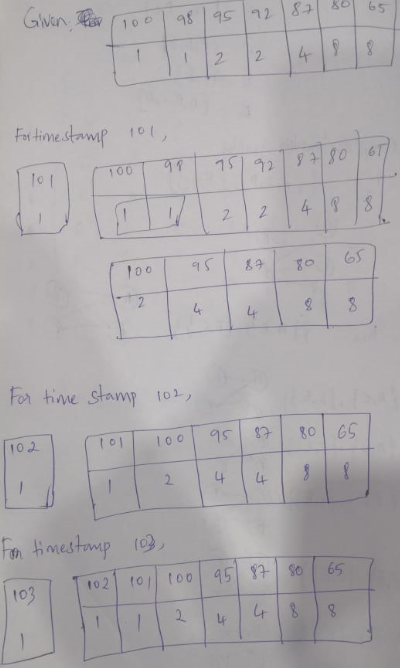 Given,
100 98 95 92 87 80 65
1 1 2 2 4 8 8
For timestamp 101,
101 100 98 95 92 87 80 65
1 1 1 2 2 4 8 8
100 95 87 80 65
2 4 4 8 8
For time stamp 102,
102 101 100 95 87 80 65
1 1 2 4 4 8 8
For timestamp 103,
103 102 101 100 95 87 80 65
1 1 1 2 4 4 8 8